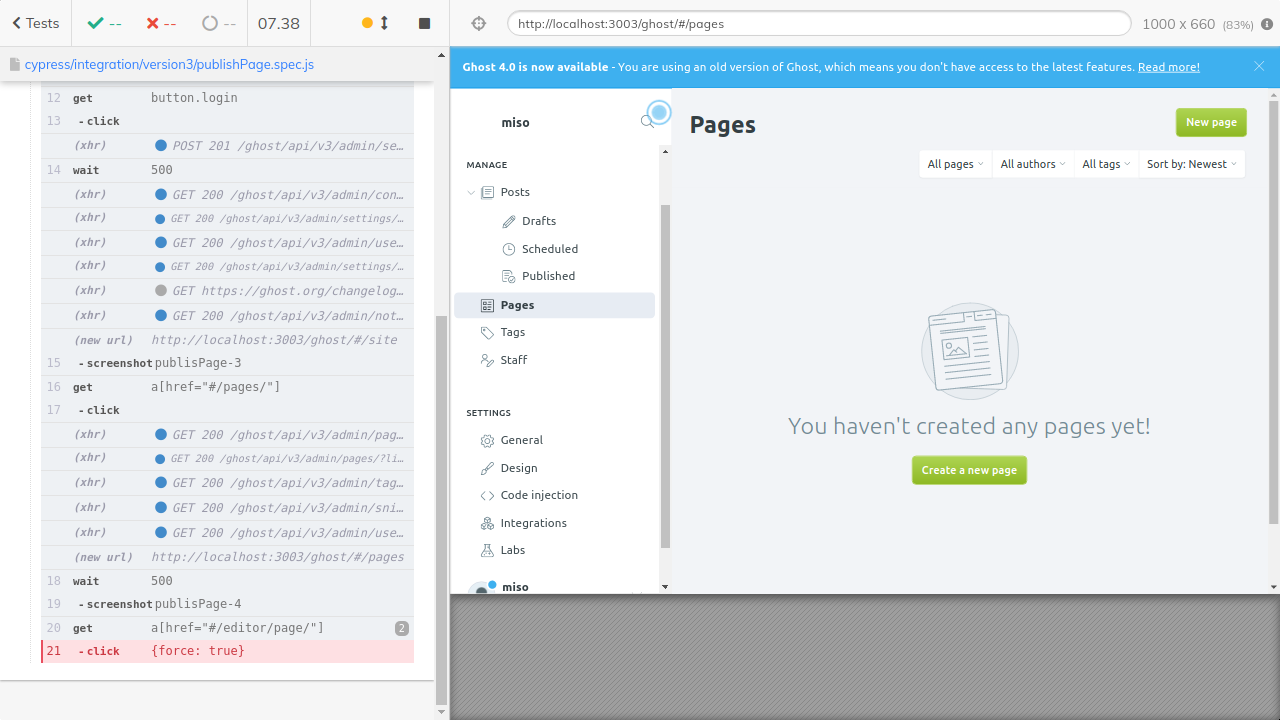 Tests
--
--
--
07.38
http://localhost:3003/ghost/#/pages
1000 x 660 (83%)
cypress/integration/version3/publishPage.spec.js
12 get button.login
13 - click
(xhr) POST 201 /ghost/api/v3/admin/se…
14 wait 500
(xhr) GET 200 /ghost/api/v3/admin/con…
(xhr) GET 200 /ghost/api/v3/admin/settings/…
(xhr) GET 200 /ghost/api/v3/admin/use…
(xhr) GET 200 /ghost/api/v3/admin/settings/…
(xhr) GET https://ghost.org/changelog…
(xhr) GET 200 /ghost/api/v3/admin/not…
(new url) http://localhost:3003/ghost/#/site
15 - screenshot publisPage-3
16 get a[href="#/pages/"]
17 - click
(xhr) GET 200 /ghost/api/v3/admin/pag…
(xhr) GET 200 /ghost/api/v3/admin/pages/?li…
(xhr) GET 200 /ghost/api/v3/admin/tag…
(xhr) GET 200 /ghost/api/v3/admin/sni…
(xhr) GET 200 /ghost/api/v3/admin/use…
(new url) http://localhost:3003/ghost/#/pages
18 wait 500
19 - screenshot publisPage-4
20 get a[href="#/editor/page/"] 2
21 - click {force: true}
Ghost 4.0 is now available - You are using an old version of Ghost, which means you don't have access to the latest features. Read more!
miso
MANAGE
Posts
Drafts
Scheduled
Published
Pages
Tags
Staff
SETTINGS
General
Design
Code injection
Integrations
Labs
miso
Pages
New page
All pages
All authors
All tags
Sort by: Newest
You haven't created any pages yet!
Create a new page